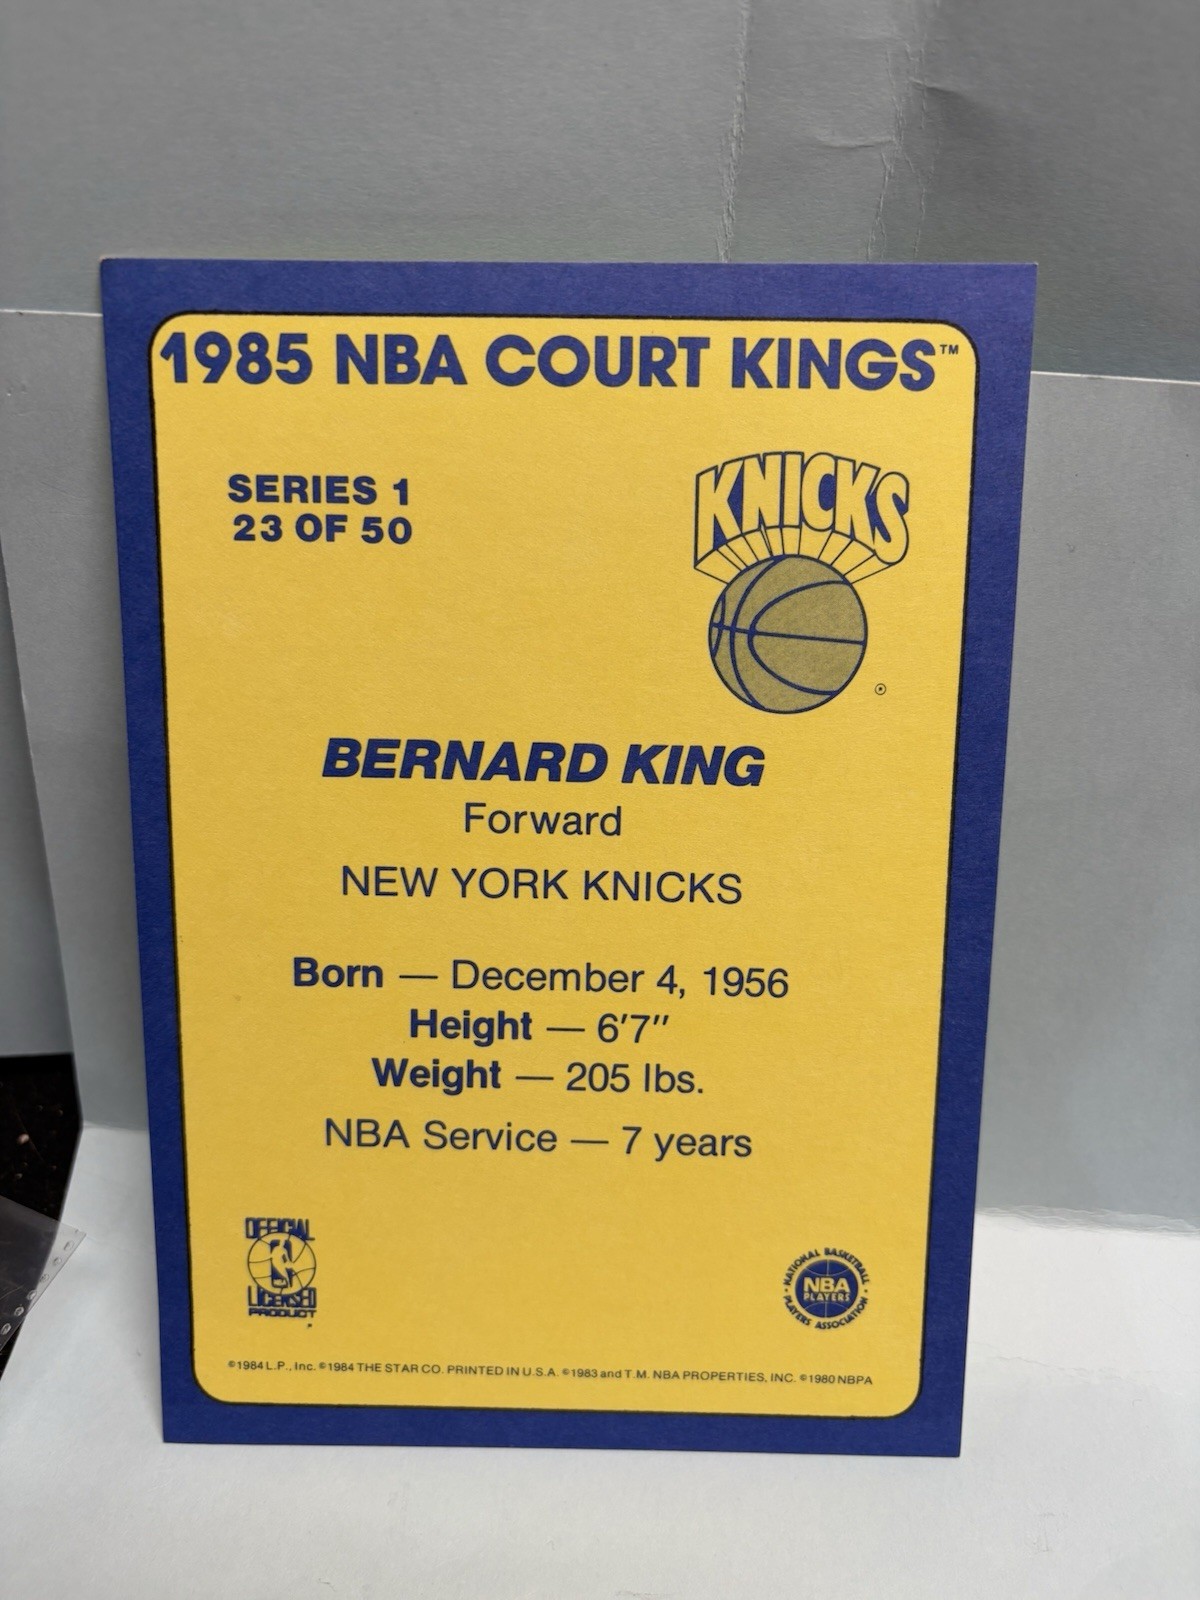 1985 NBA COURT KINGS™
SERIES 1
23 OF 50
KNICKS
®
BERNARD KING
Forward
NEW YORK KNICKS
Born — December 4, 1956
Height — 6'7"
Weight — 205 lbs.
NBA Service — 7 years
OFFICIAL
LICENSED
PRODUCT
NATIONAL BASKETBALL
NBA
PLAYERS
PLAYERS ASSOCIATION
©1984 L.P., Inc. ©1984 THE STAR CO. PRINTED IN U.S.A. ©1983 and T.M. NBA PROPERTIES, INC. ©1980 NBPA